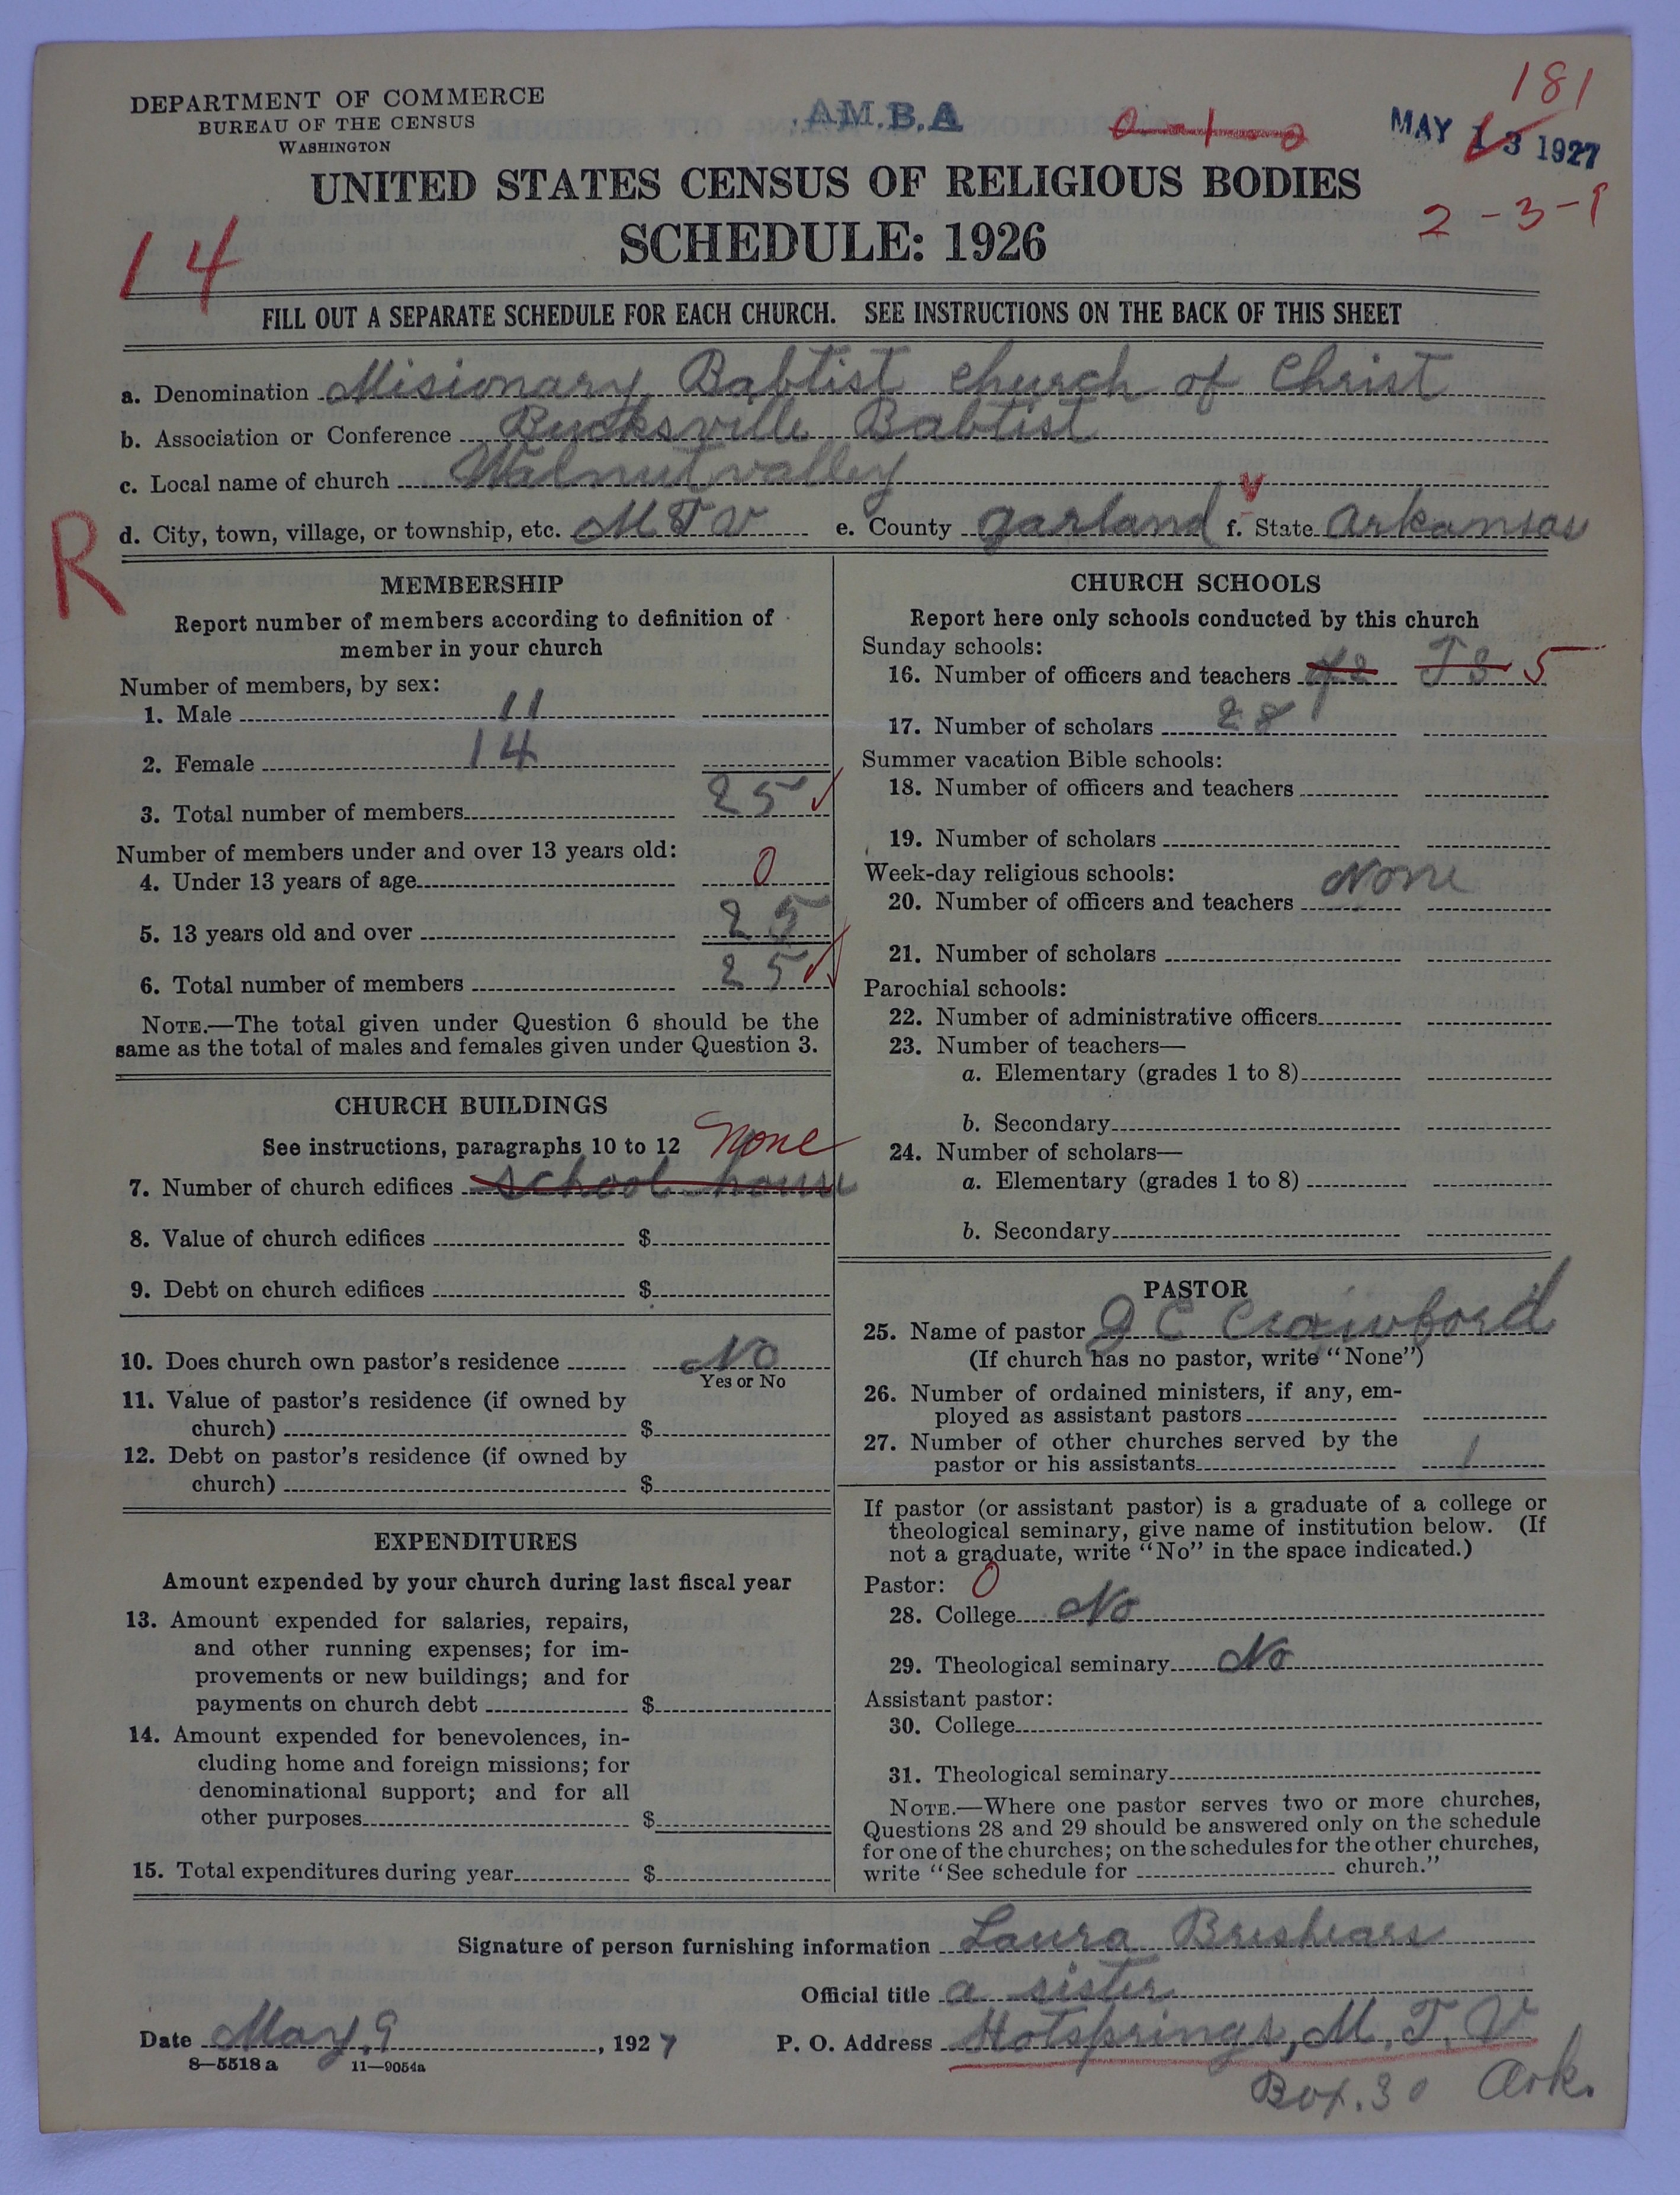 181
DEPARTMENT OF COMMERCE
BUREAU OF THE CENSUS
WASHINGTON
AM.B.A
0-1-0
MAY 13 1927
UNITED STATES CENSUS OF RELIGIOUS BODIES
2-3-9
14
SCHEDULE: 1926
FILL OUT A SEPARATE SCHEDULE FOR EACH CHURCH. SEE INSTRUCTIONS ON THE BACK OF THIS SHEET
a. Denomination Misionary Babtist church of Christ
b. Association or Conference Bucksville Babtist
c. Local name of church Walnut valley
d. City, town, village, or township, etc. M T V e. County garland f. State Arkansas
R
MEMBERSHIP
Report number of members according to definition of
member in your church
Number of members, by sex:
1. Male 11
2. Female 14
3. Total number of members 25
Number of members under and over 13 years old:
4. Under 13 years of age 0
5. 13 years old and over 25
6. Total number of members 25
NOTE.—The total given under Question 6 should be the
same as the total of males and females given under Question 3.
CHURCH BUILDINGS
See instructions, paragraphs 10 to 12 None
7. Number of church edifices school house
8. Value of church edifices $
9. Debt on church edifices $
10. Does church own pastor's residence No
Yes or No
11. Value of pastor's residence (if owned by
church) $
12. Debt on pastor's residence (if owned by
church) $
EXPENDITURES
Amount expended by your church during last fiscal year
13. Amount expended for salaries, repairs,
and other running expenses; for im-
provements or new buildings; and for
payments on church debt $
14. Amount expended for benevolences, in-
cluding home and foreign missions; for
denominational support; and for all
other purposes $
15. Total expenditures during year $
CHURCH SCHOOLS
Report here only schools conducted by this church
Sunday schools:
16. Number of officers and teachers T 3 5
17. Number of scholars 28
Summer vacation Bible schools:
18. Number of officers and teachers
19. Number of scholars
Week-day religious schools:
20. Number of officers and teachers None
21. Number of scholars
Parochial schools:
22. Number of administrative officers
23. Number of teachers—
a. Elementary (grades 1 to 8)
b. Secondary
24. Number of scholars—
a. Elementary (grades 1 to 8)
b. Secondary
PASTOR
25. Name of pastor J C Crawford
(If church has no pastor, write "None")
26. Number of ordained ministers, if any, em-
ployed as assistant pastors
27. Number of other churches served by the
pastor or his assistants 1
If pastor (or assistant pastor) is a graduate of a college or
theological seminary, give name of institution below. (If
not a graduate, write "No" in the space indicated.)
Pastor: 0
28. College No
29. Theological seminary No
Assistant pastor:
30. College
31. Theological seminary
NOTE.—Where one pastor serves two or more churches,
Questions 28 and 29 should be answered only on the schedule
for one of the churches; on the schedules for the other churches,
write "See schedule for church."
Signature of person furnishing information Laura Breshears
Official title a sister
Date May, 9, 1927 P. O. Address Hotsprings, M. T. V
8—5518a 11—9054a
Box. 30 Ark.